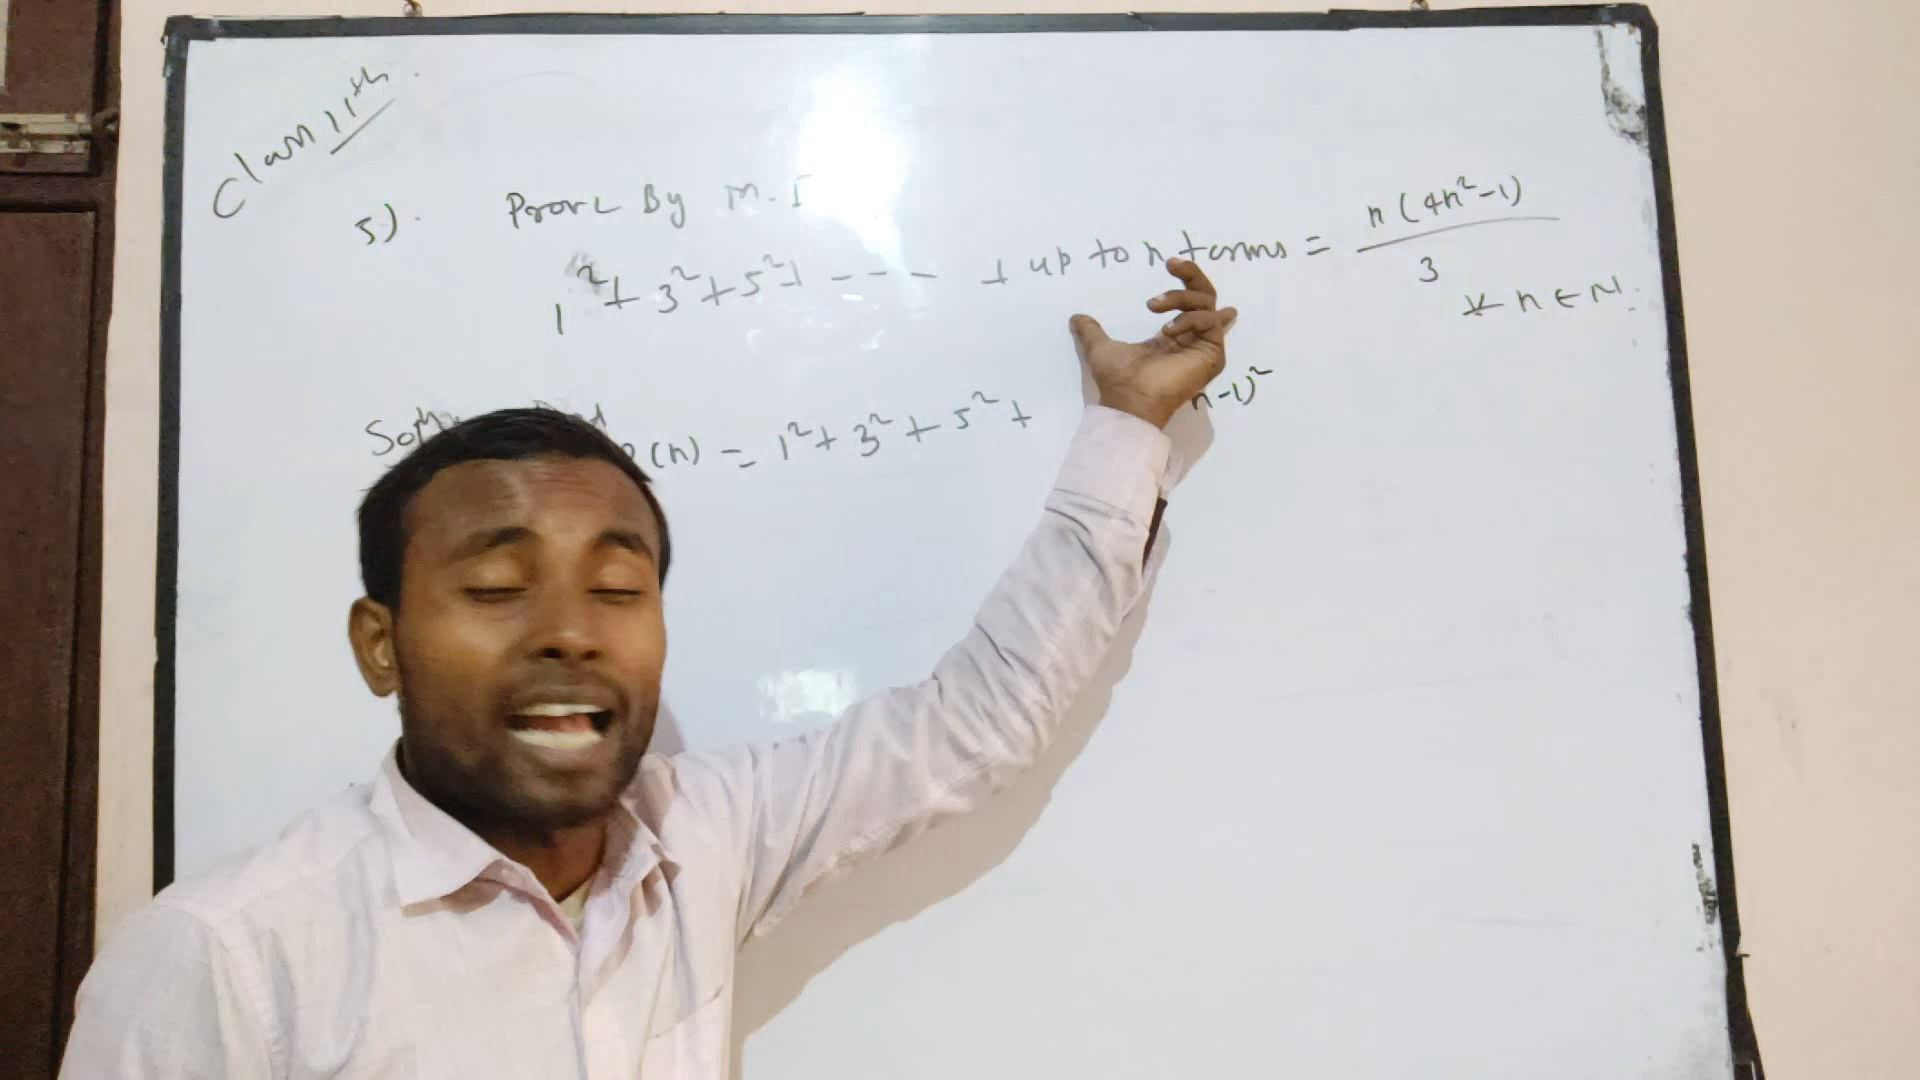 Class 11th.
5). Prove By M.I
1² + 3² + 5² + - - - - + up to n terms = n(4n²-1)/3
∀ n ∈ N.
Soln
P(n) = 1² + 3² + 5² + n-1)²